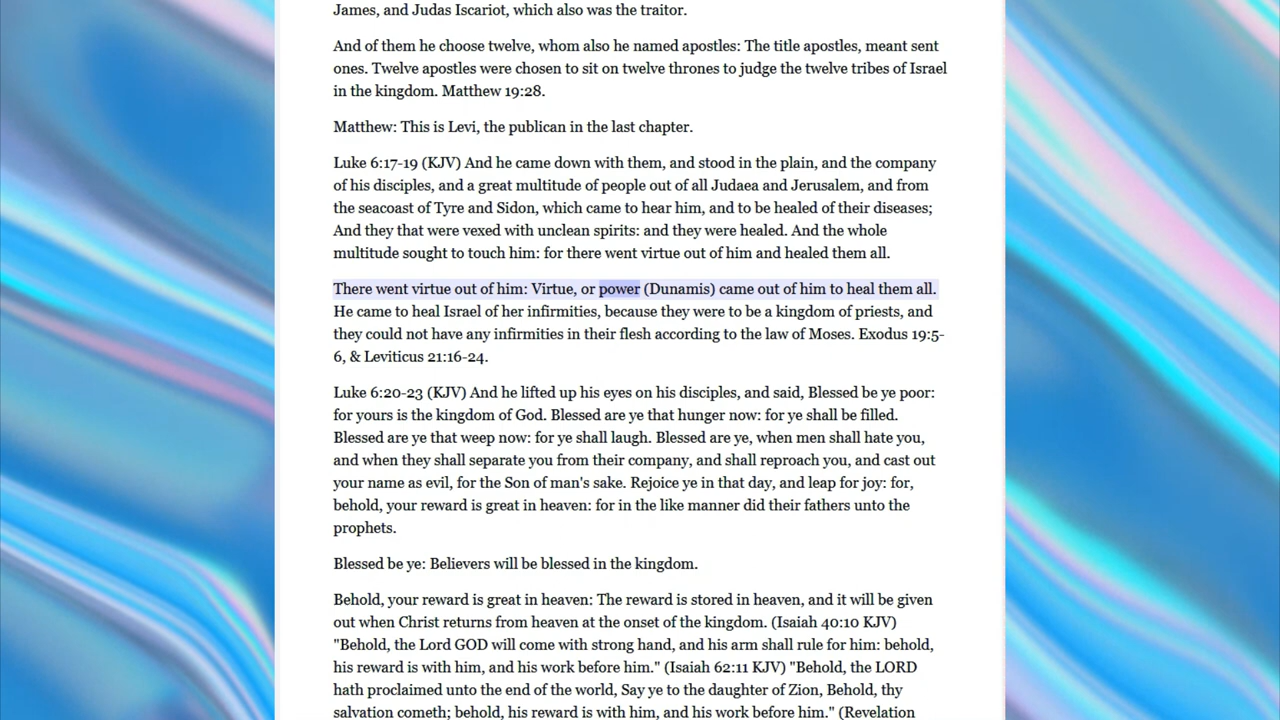 James, and Judas Iscariot, which also was the traitor.
And of them he choose twelve, whom also he named apostles: The title apostles, meant sent
ones. Twelve apostles were chosen to sit on twelve thrones to judge the twelve tribes of Israel
in the kingdom. Matthew 19:28.
Matthew: This is Levi, the publican in the last chapter.
Luke 6:17-19 (KJV) And he came down with them, and stood in the plain, and the company
of his disciples, and a great multitude of people out of all Judaea and Jerusalem, and from
the seacoast of Tyre and Sidon, which came to hear him, and to be healed of their diseases;
And they that were vexed with unclean spirits: and they were healed. And the whole
multitude sought to touch him: for there went virtue out of him and healed them all.
There went virtue out of him: Virtue, or power (Dunamis) came out of him to heal them all.
He came to heal Israel of her infirmities, because they were to be a kingdom of priests, and
they could not have any infirmities in their flesh according to the law of Moses. Exodus 19:5-
6, & Leviticus 21:16-24.
Luke 6:20-23 (KJV) And he lifted up his eyes on his disciples, and said, Blessed be ye poor:
for yours is the kingdom of God. Blessed are ye that hunger now: for ye shall be filled.
Blessed are ye that weep now: for ye shall laugh. Blessed are ye, when men shall hate you,
and when they shall separate you from their company, and shall reproach you, and cast out
your name as evil, for the Son of man's sake. Rejoice ye in that day, and leap for joy: for,
behold, your reward is great in heaven: for in the like manner did their fathers unto the
prophets.
Blessed be ye: Believers will be blessed in the kingdom.
Behold, your reward is great in heaven: The reward is stored in heaven, and it will be given
out when Christ returns from heaven at the onset of the kingdom. (Isaiah 40:10 KJV)
"Behold, the Lord GOD will come with strong hand, and his arm shall rule for him: behold,
his reward is with him, and his work before him." (Isaiah 62:11 KJV) "Behold, the LORD
hath proclaimed unto the end of the world, Say ye to the daughter of Zion, Behold, thy
salvation cometh; behold, his reward is with him, and his work before him." (Revelation